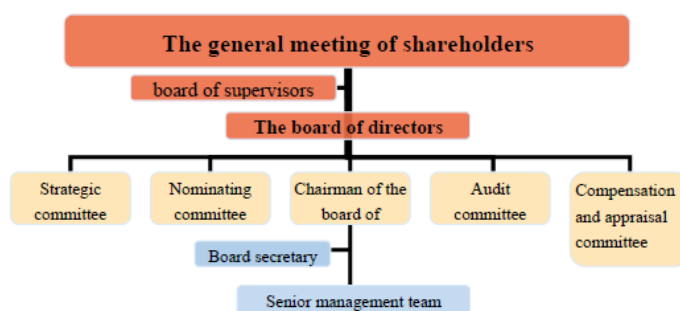 The general meeting of shareholders
board of supervisors
The board of directors
Strategic
committee
Nominating
committee
Chairman of the
board of
Audit
committee
Compensation
and appraisal
committee
Board secretary
Senior management team